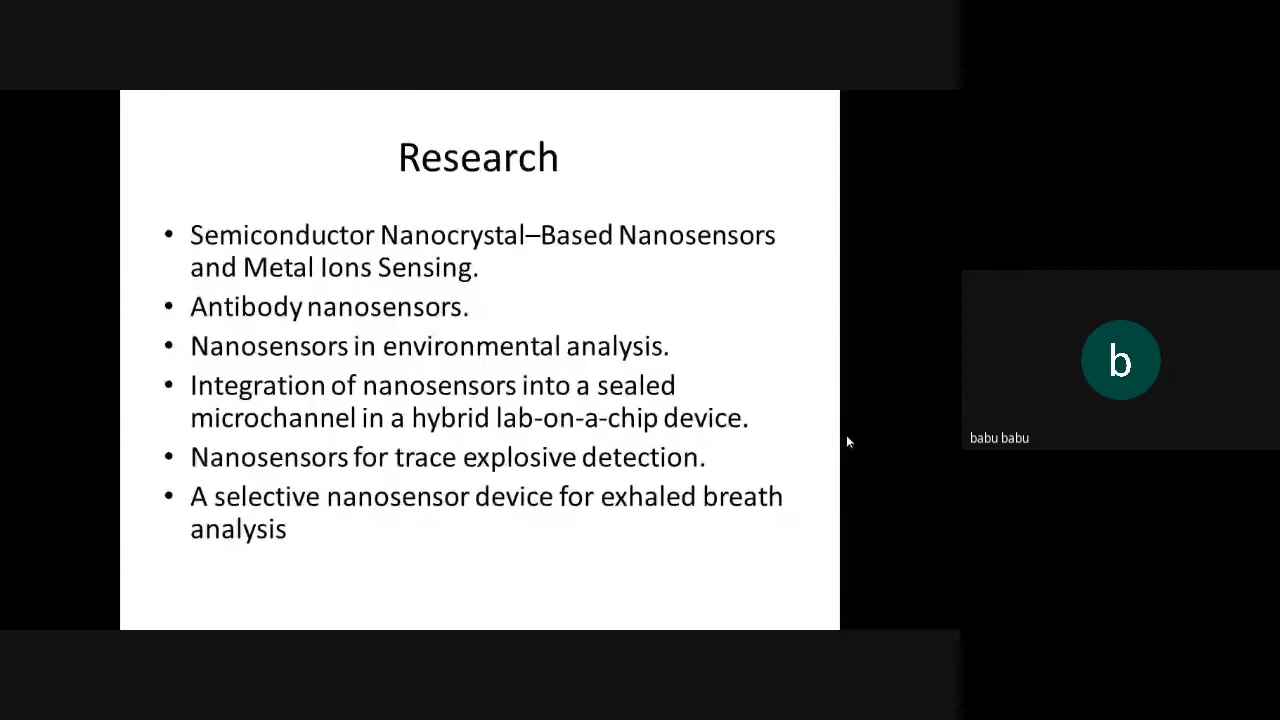 Research
• Semiconductor Nanocrystal–Based Nanosensors
and Metal Ions Sensing.
• Antibody nanosensors.
• Nanosensors in environmental analysis.
• Integration of nanosensors into a sealed
microchannel in a hybrid lab-on-a-chip device.
• Nanosensors for trace explosive detection.
• A selective nanosensor device for exhaled breath
analysis
b
babu babu